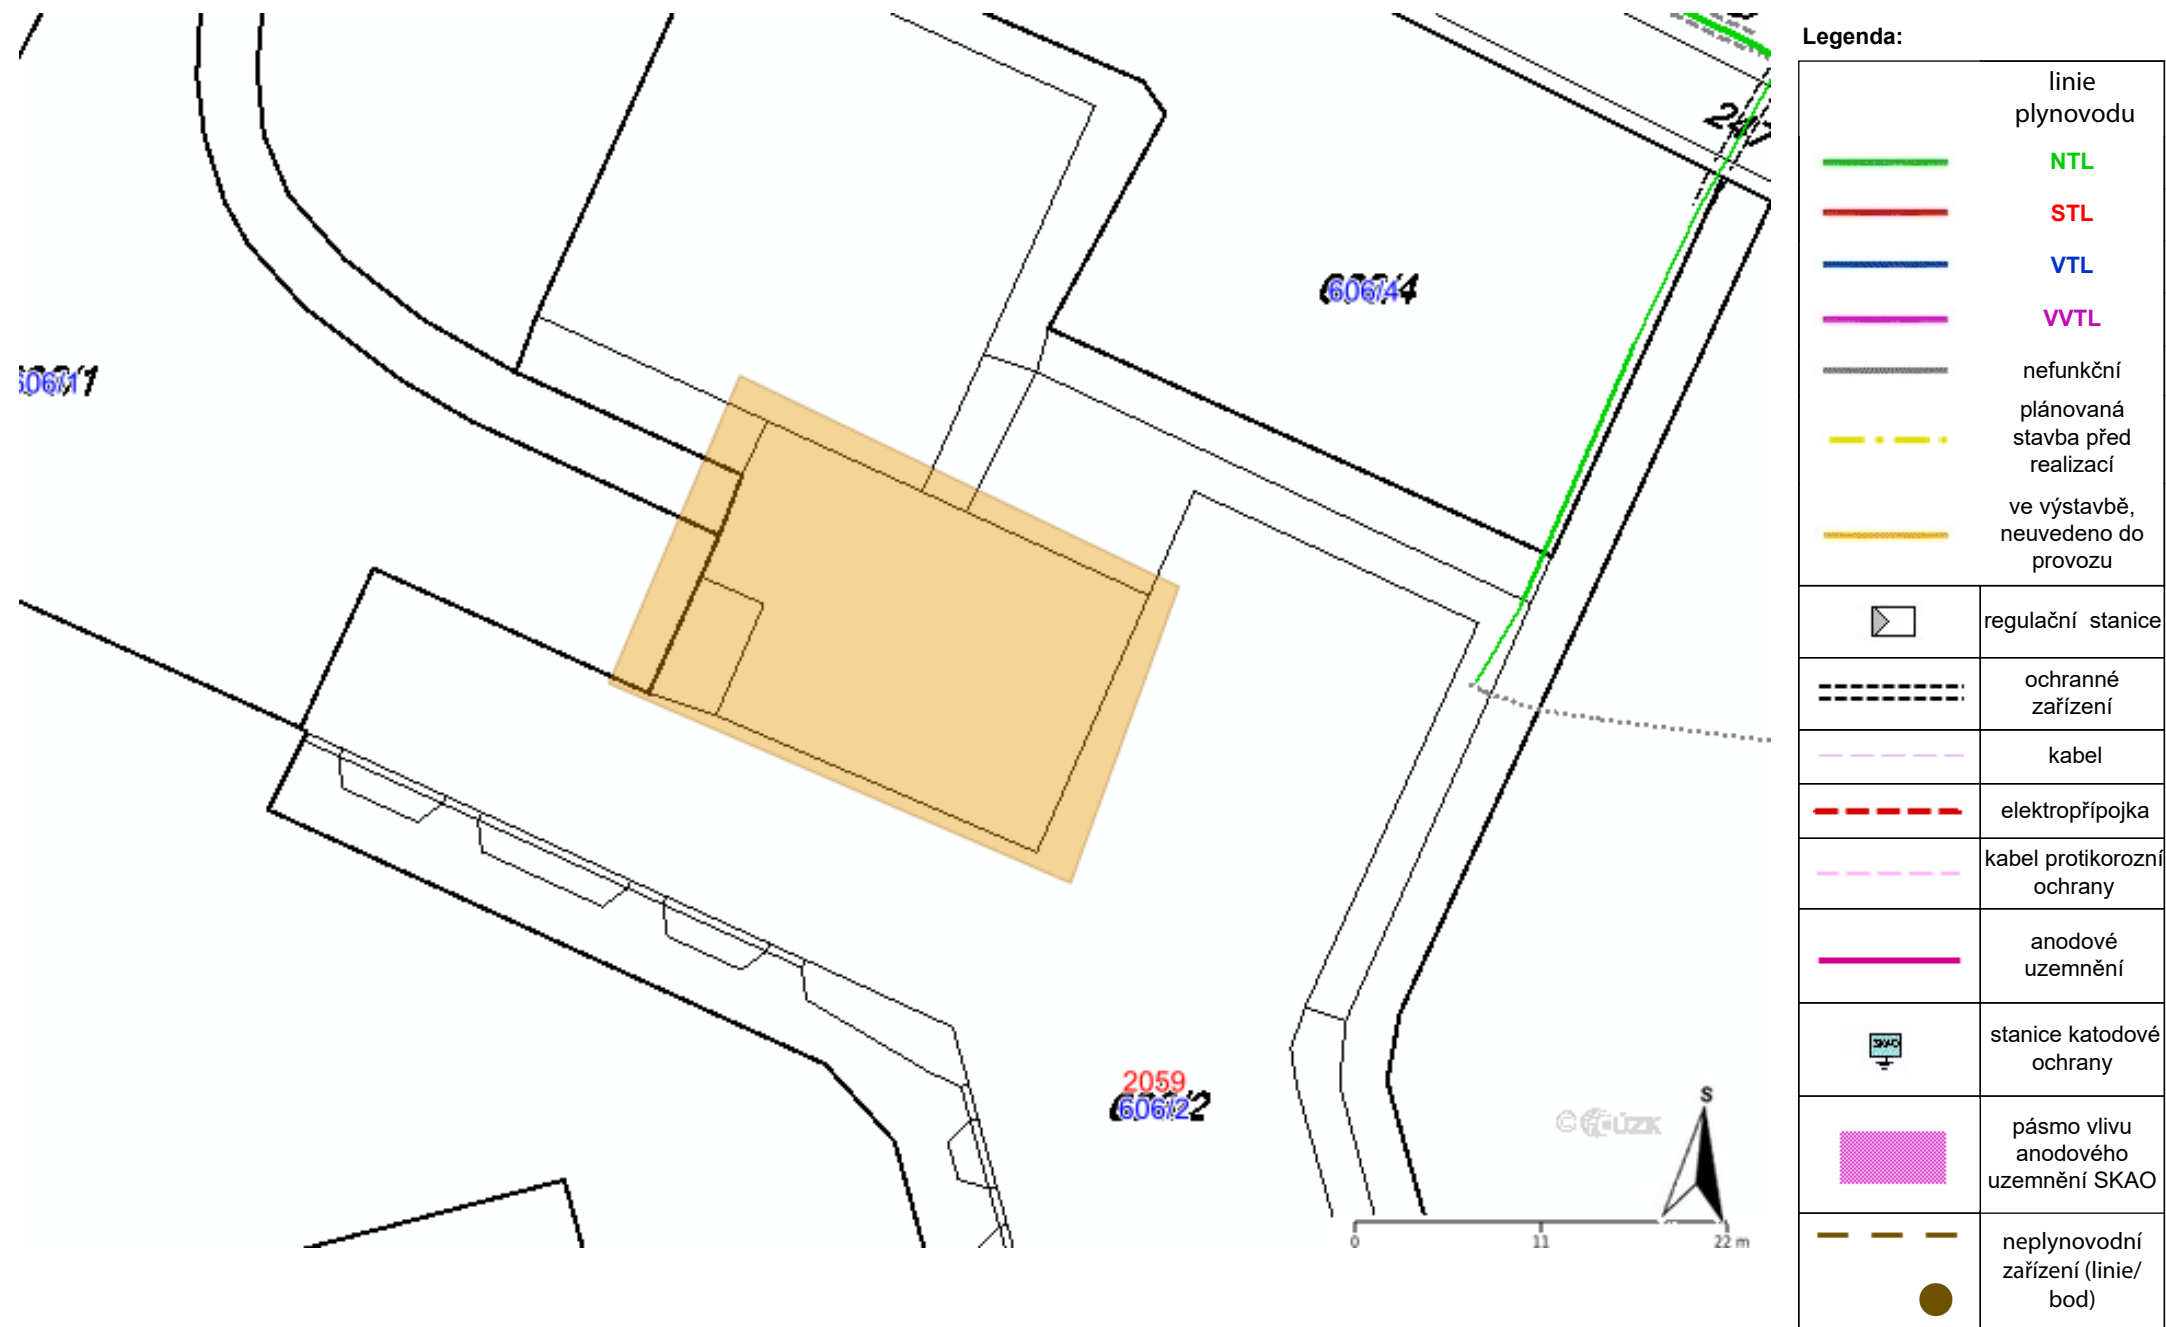 Legenda:
linie
plynovodu
NTL
STL
VTL
VVTL
nefunkční
plánovaná
stavba před
realizací
ve výstavbě,
neuvedeno do
provozu
regulační stanice
ochranné
zařízení
kabel
elektropřípojka
kabel protikorozní
ochrany
anodové
uzemnění
SKAO
stanice katodové
ochrany
pásmo vlivu
anodového
uzemnění SKAO
neplynovodní
zařízení (linie/
bod)
606/4
606/1
2059
606/2
S
© ČÚZK
0 11 22 m